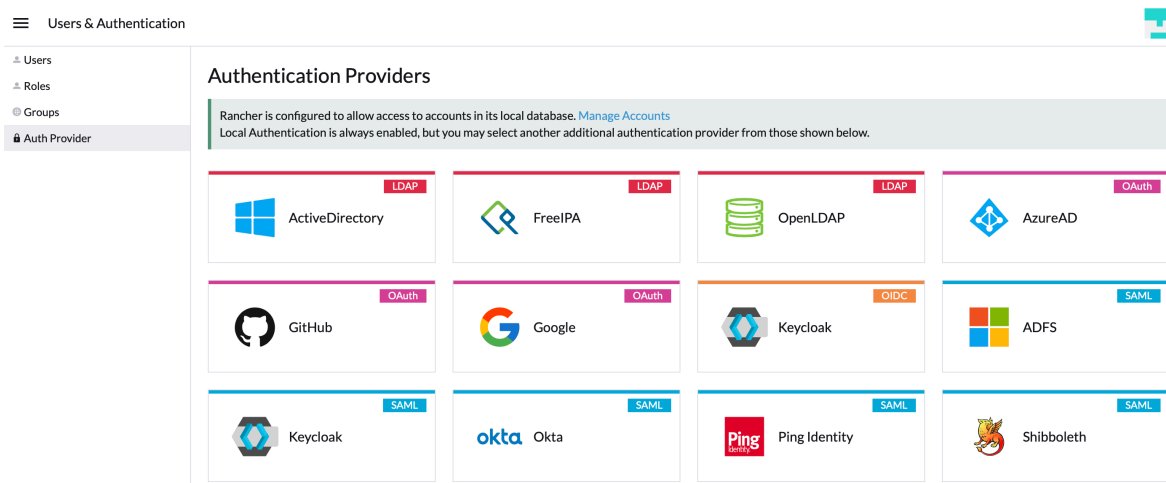 Users & Authentication
Users
Roles
Groups
Auth Provider
Authentication Providers
Rancher is configured to allow access to accounts in its local database. Manage Accounts
Local Authentication is always enabled, but you may select another additional authentication provider from those shown below.
LDAP
ActiveDirectory
LDAP
FreeIPA
LDAP
OpenLDAP
OAuth
AzureAD
OAuth
GitHub
OAuth
Google
OIDC
Keycloak
SAML
ADFS
SAML
Keycloak
SAML
okta Okta
SAML
Ping Identity. Ping Identity
SAML
Shibboleth